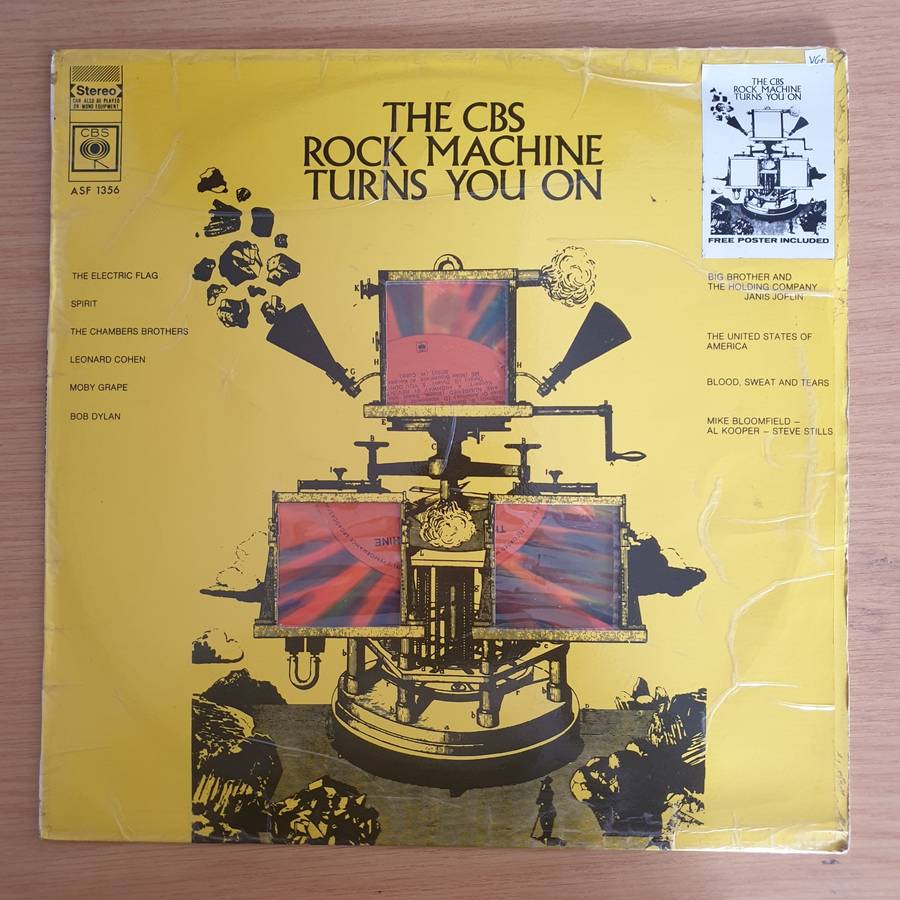 Stereo
CAN ALSO BE PLAYED
ON MONO EQUIPMENT
CBS
ASF 1356
THE CBS
ROCK MACHINE
TURNS YOU ON
VG+
THE CBS
ROCK MACHINE
TURNS YOU ON
FREE POSTER INCLUDED
THE ELECTRIC FLAG
SPIRIT
THE CHAMBERS BROTHERS
LEONARD COHEN
MOBY GRAPE
BOB DYLAN
BIG BROTHER AND
THE HOLDING COMPANY
JANIS JOPLIN
THE UNITED STATES OF
AMERICA
BLOOD, SWEAT AND TEARS
MIKE BLOOMFIELD –
AL KOOPER – STEVE STILLS
K
I
H
H
G
E
F
C
A
B
B
I
I
CHINE
TH
a
b
b